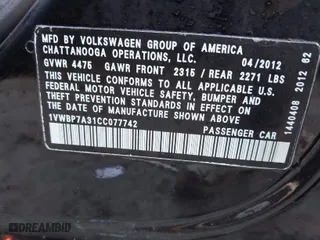 MFD BY VOLKSWAGEN GROUP OF AMERICA
CHATTANOOGA OPERATIONS, LLC. 04/2012
GVWR 4475 GAWR FRONT 2315 / REAR 2271 LBS
THIS VEHICLE CONFORMS TO ALL APPLICABLE U.S.
FEDERAL MOTOR VEHICLE SAFETY, BUMPER AND
THEFT PREVENTION STANDARDS IN EFFECT ON THE
DATE OF MANUFACTURE SHOWN ABOVE
1VWBP7A31CC077742
PASSENGER CAR
1440408 2012 62
© DREAMBID